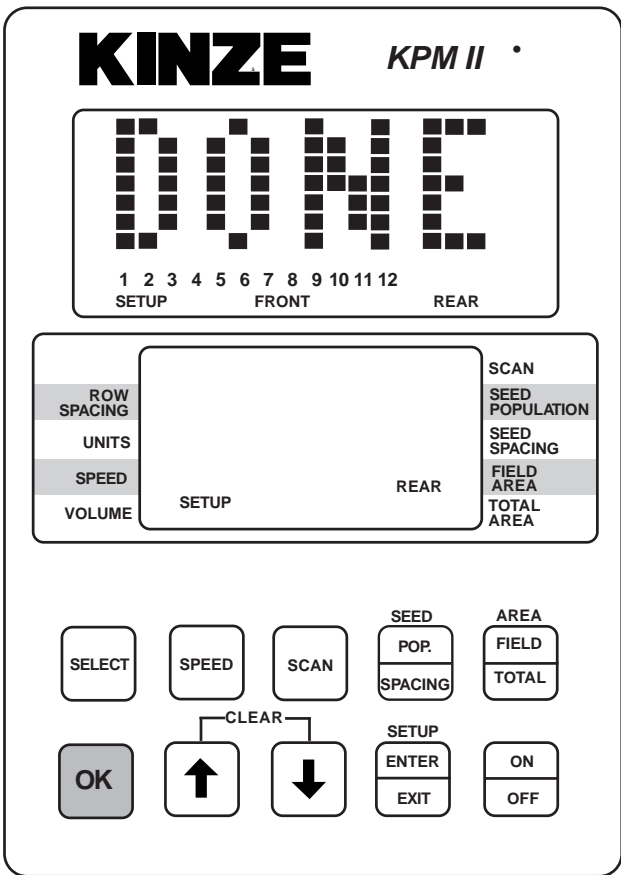 KINZE KPM II
DONE
1 2 3 4 5 6 7 8 9 10 11 12
SETUP FRONT REAR
SCAN
ROW SPACING
SEED POPULATION
UNITS
SEED SPACING
SPEED
FIELD AREA
SETUP REAR
VOLUME
TOTAL AREA
SEED AREA
SELECT SPEED SCAN POP. FIELD
SPACING TOTAL
CLEAR
SETUP
OK ENTER ON
EXIT OFF